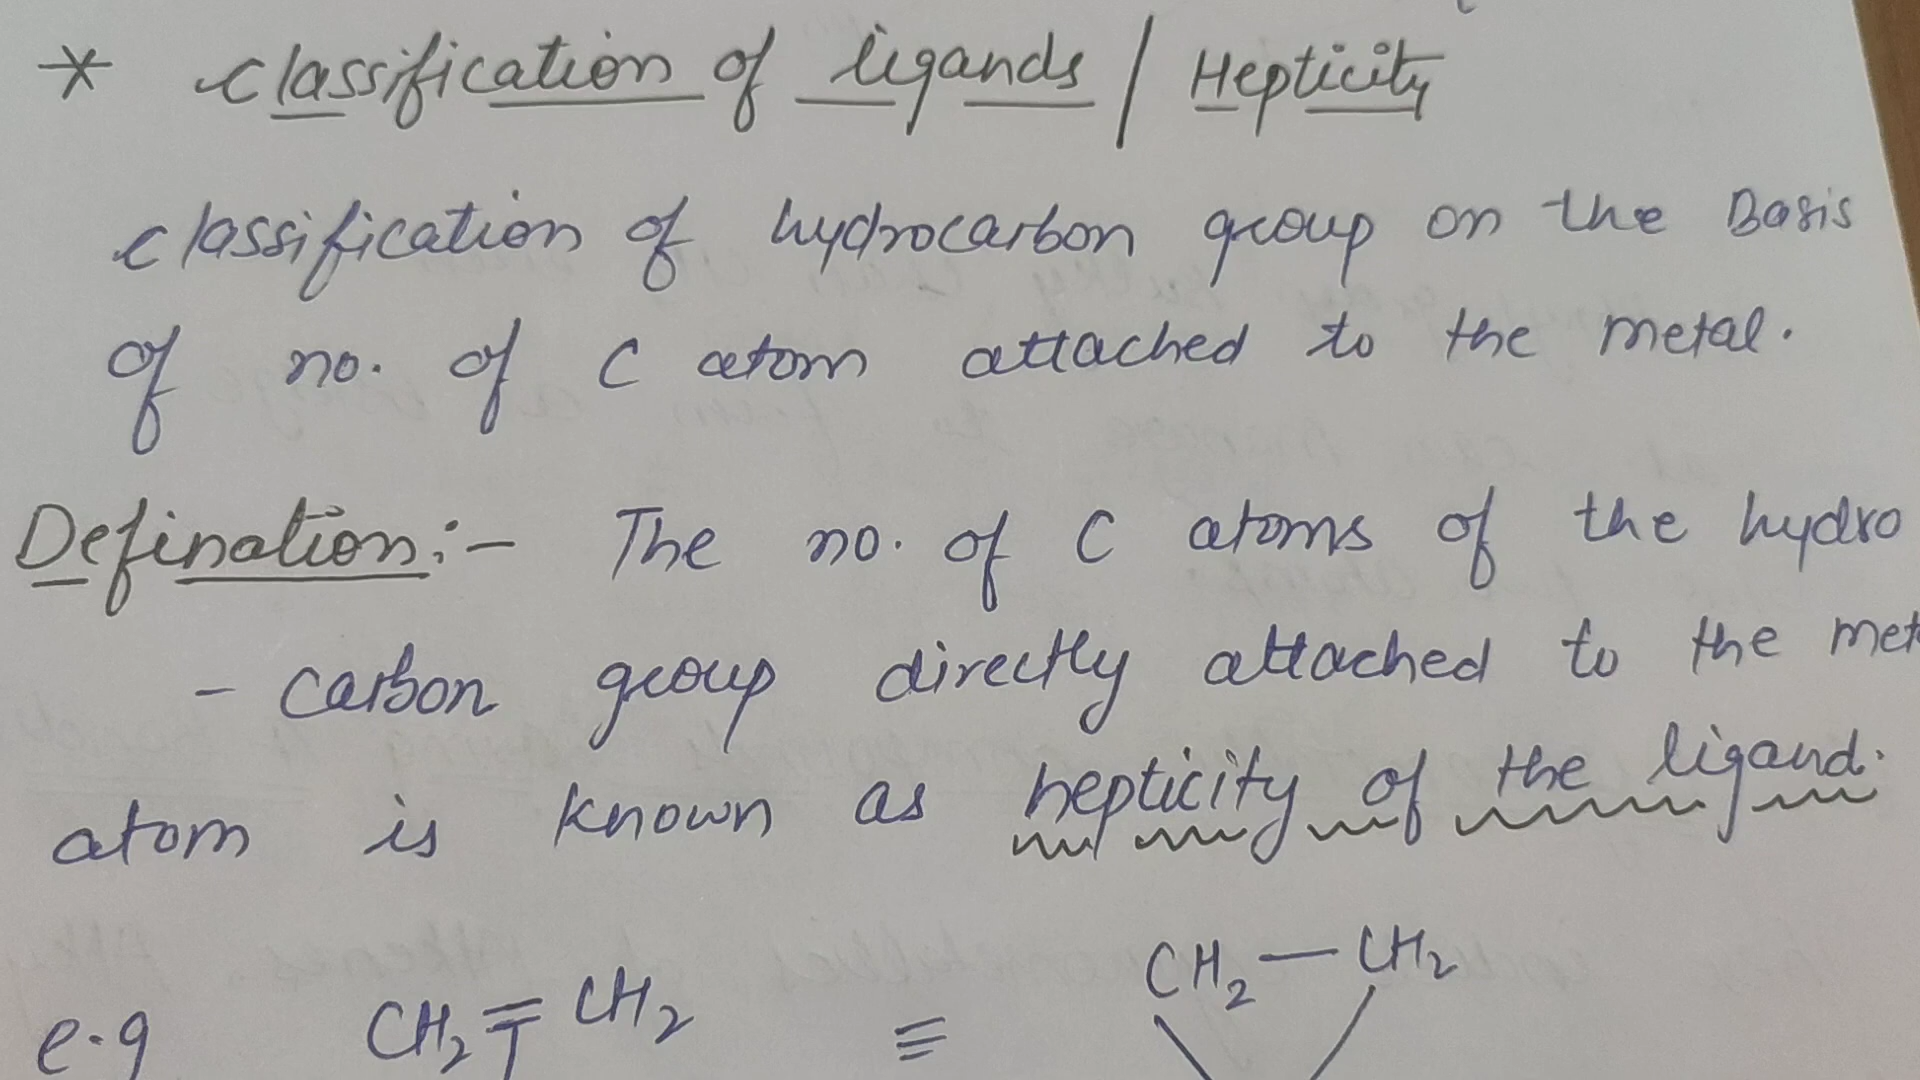 * Classification of ligands / Hepticity
Classification of hydrocarbon group on the Basis
of no. of C atom attached to the metal.
Defination:- The no. of C atoms of the hydro
- carbon group directly attached to the met
atom is known as hepticity of the ligand.
CH2 — CH2
e.g CH2 = CH2 ≡